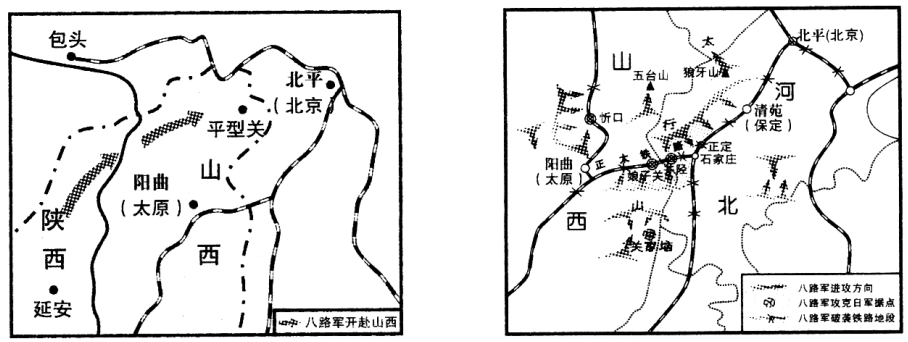 包头
北平
(北京)
平型关
阳曲
(太原)
山
西
陕
西
延安
八路军开赴山西
北平(北京)
山
太
狼牙山
五台山
河
清苑
(保定)
忻口
行
正太铁
正定
石家庄
阳曲
(太原)
娘子关
陉
山
西
北
八路军进攻方向
八路军攻克日军据点
八路军破袭铁路地段